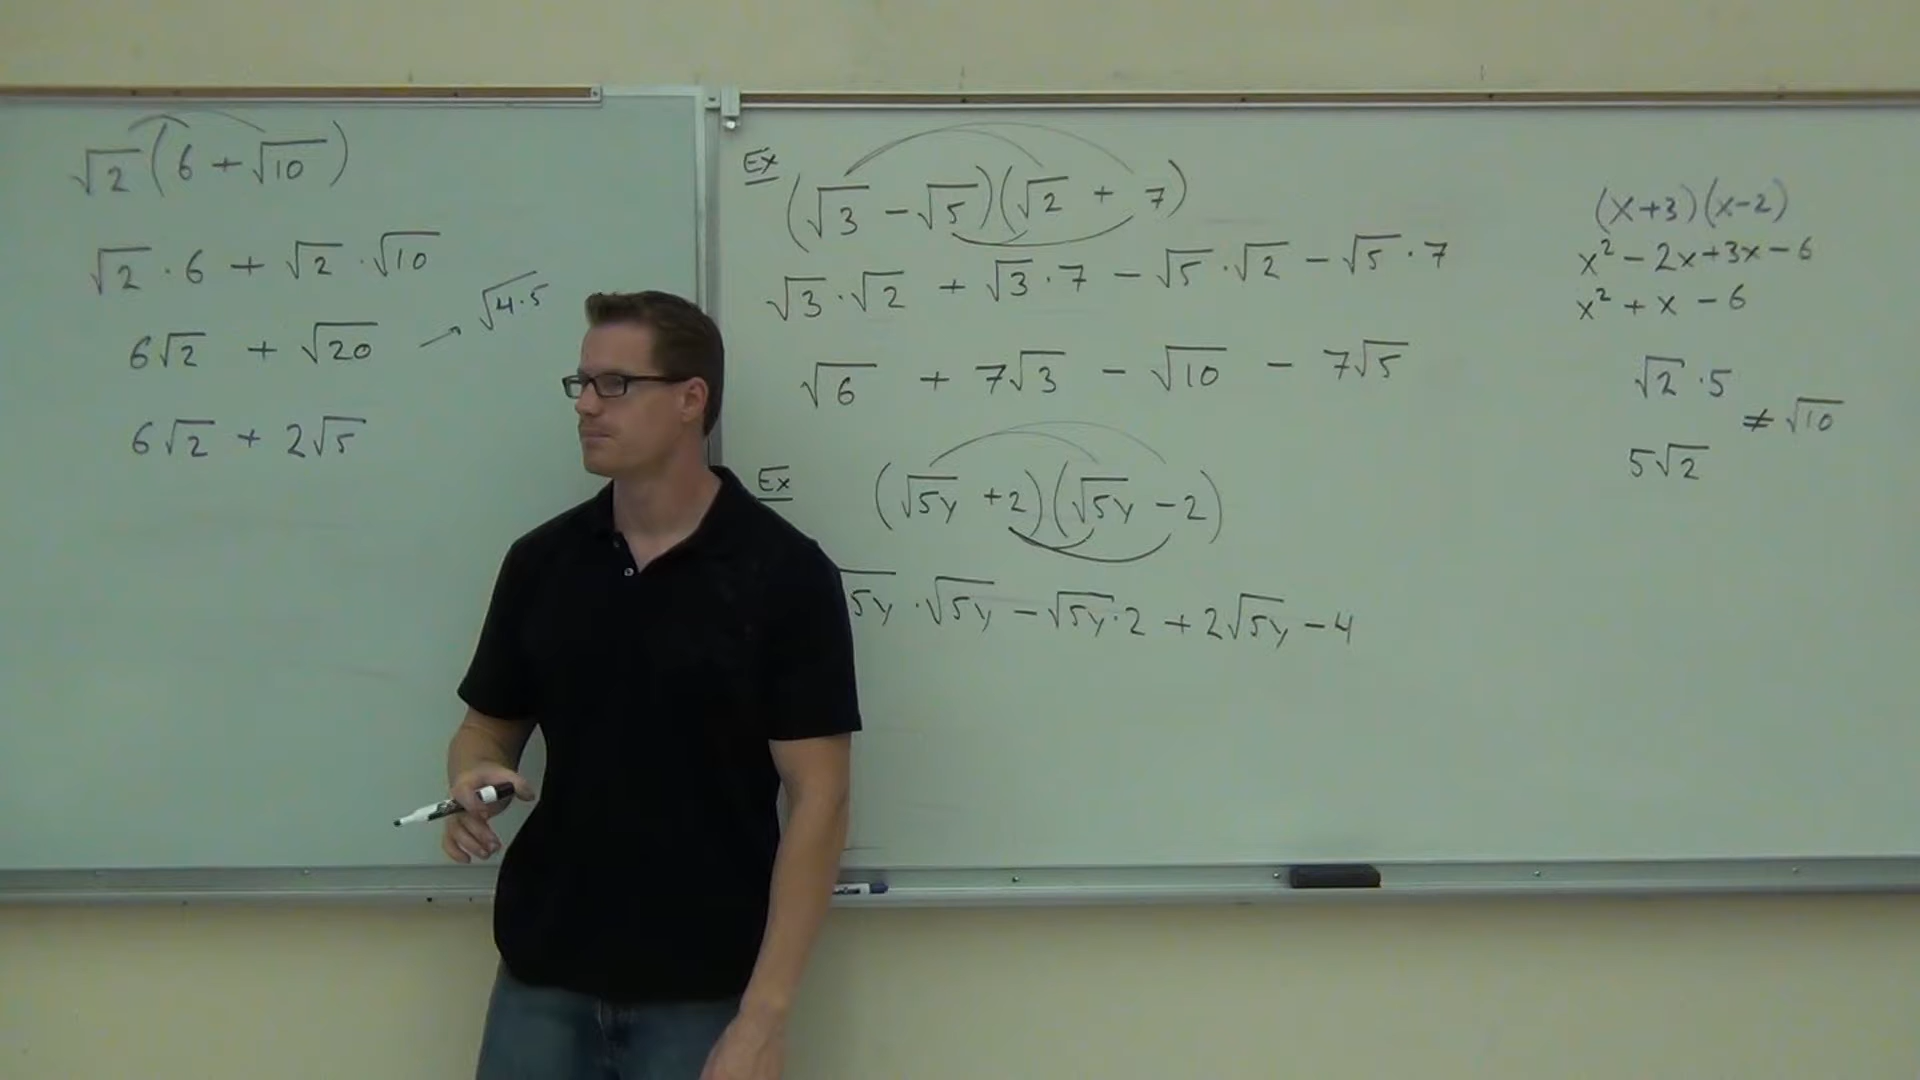 √2(6 + √10)
√2 · 6 + √2 · √10
√4·5
6√2 + √20 →
6√2 + 2√5
Ex
(√3 - √5)(√2 + 7)
√3 · √2 + √3 · 7 - √5 · √2 - √5 · 7
√6 + 7√3 - √10 - 7√5
Ex
(√5y + 2)(√5y - 2)
√5y · √5y - √5y · 2 + 2√5y - 4
(x+3)(x-2)
x² - 2x + 3x - 6
x² + x - 6
√2 · 5
≠ √10
5√2